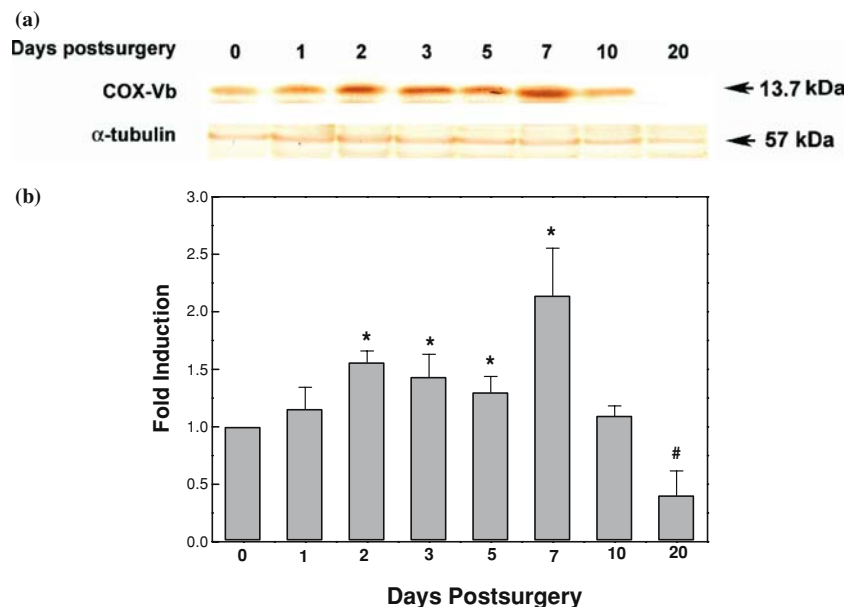 (a)
Days postsurgery 0 1 2 3 5 7 10 20
COX-Vb 13.7 kDa
α-tubulin 57 kDa
(b)
3.0
2.5
2.0
1.5
1.0
0.5
0.0
Fold Induction
* * * * #
0 1 2 3 5 7 10 20
Days Postsurgery